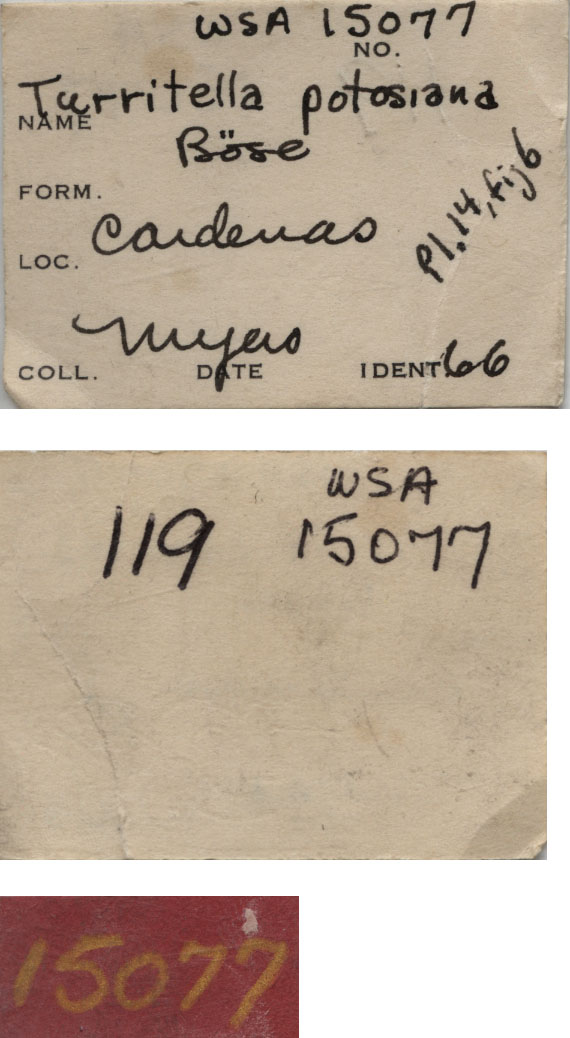 WSA 15077
NO.
Turritella potosiana
NAME
Böse
FORM.
Cardenas
LOC.
Pl. 14, fig 6
Myers
COLL. DATE IDENT 66
WSA
119 15077
15077